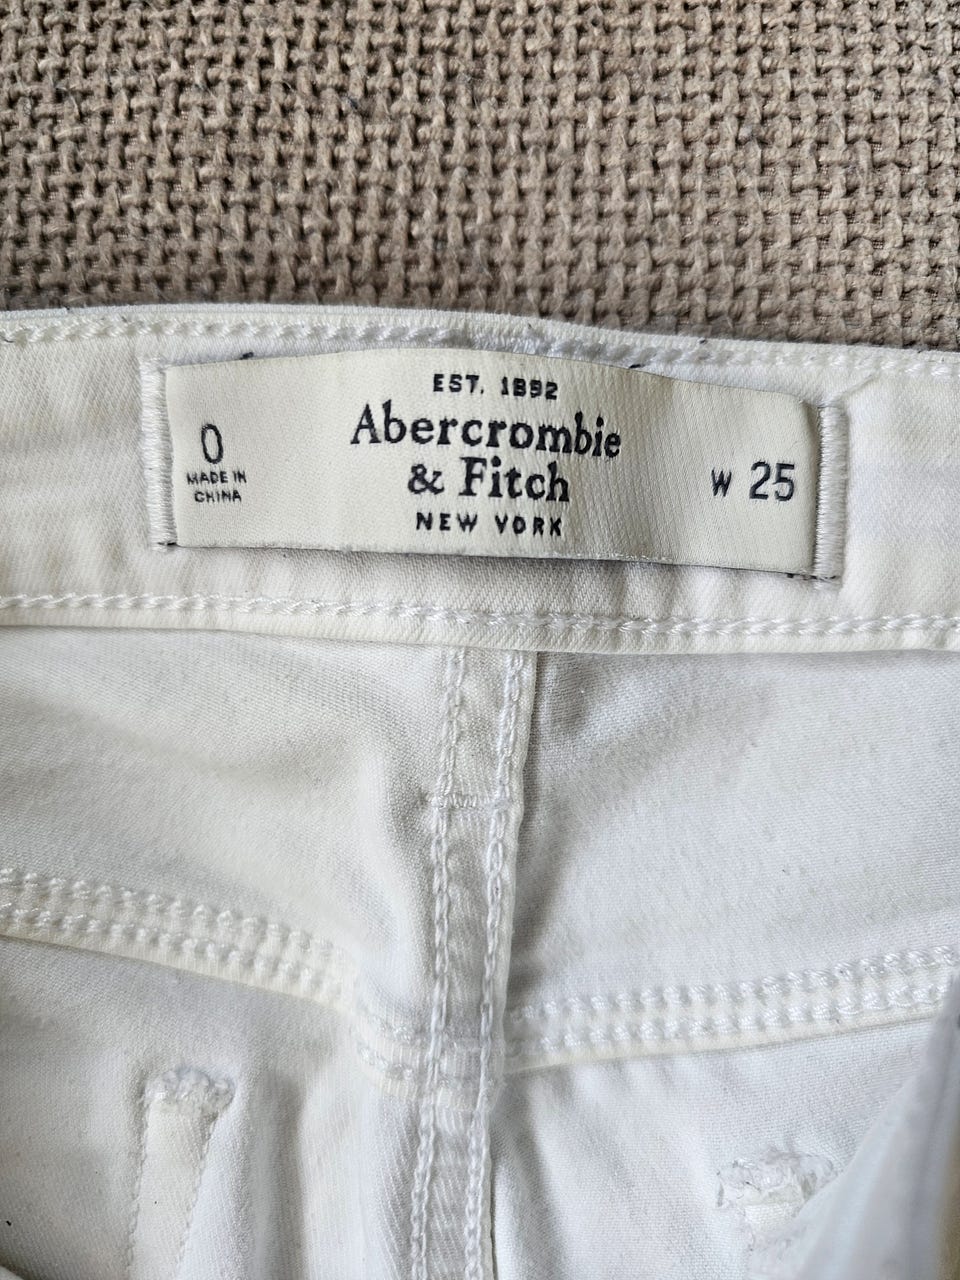 EST. 1892
Abercrombie
& Fitch
NEW YORK
0
MADE IN
CHINA
W 25